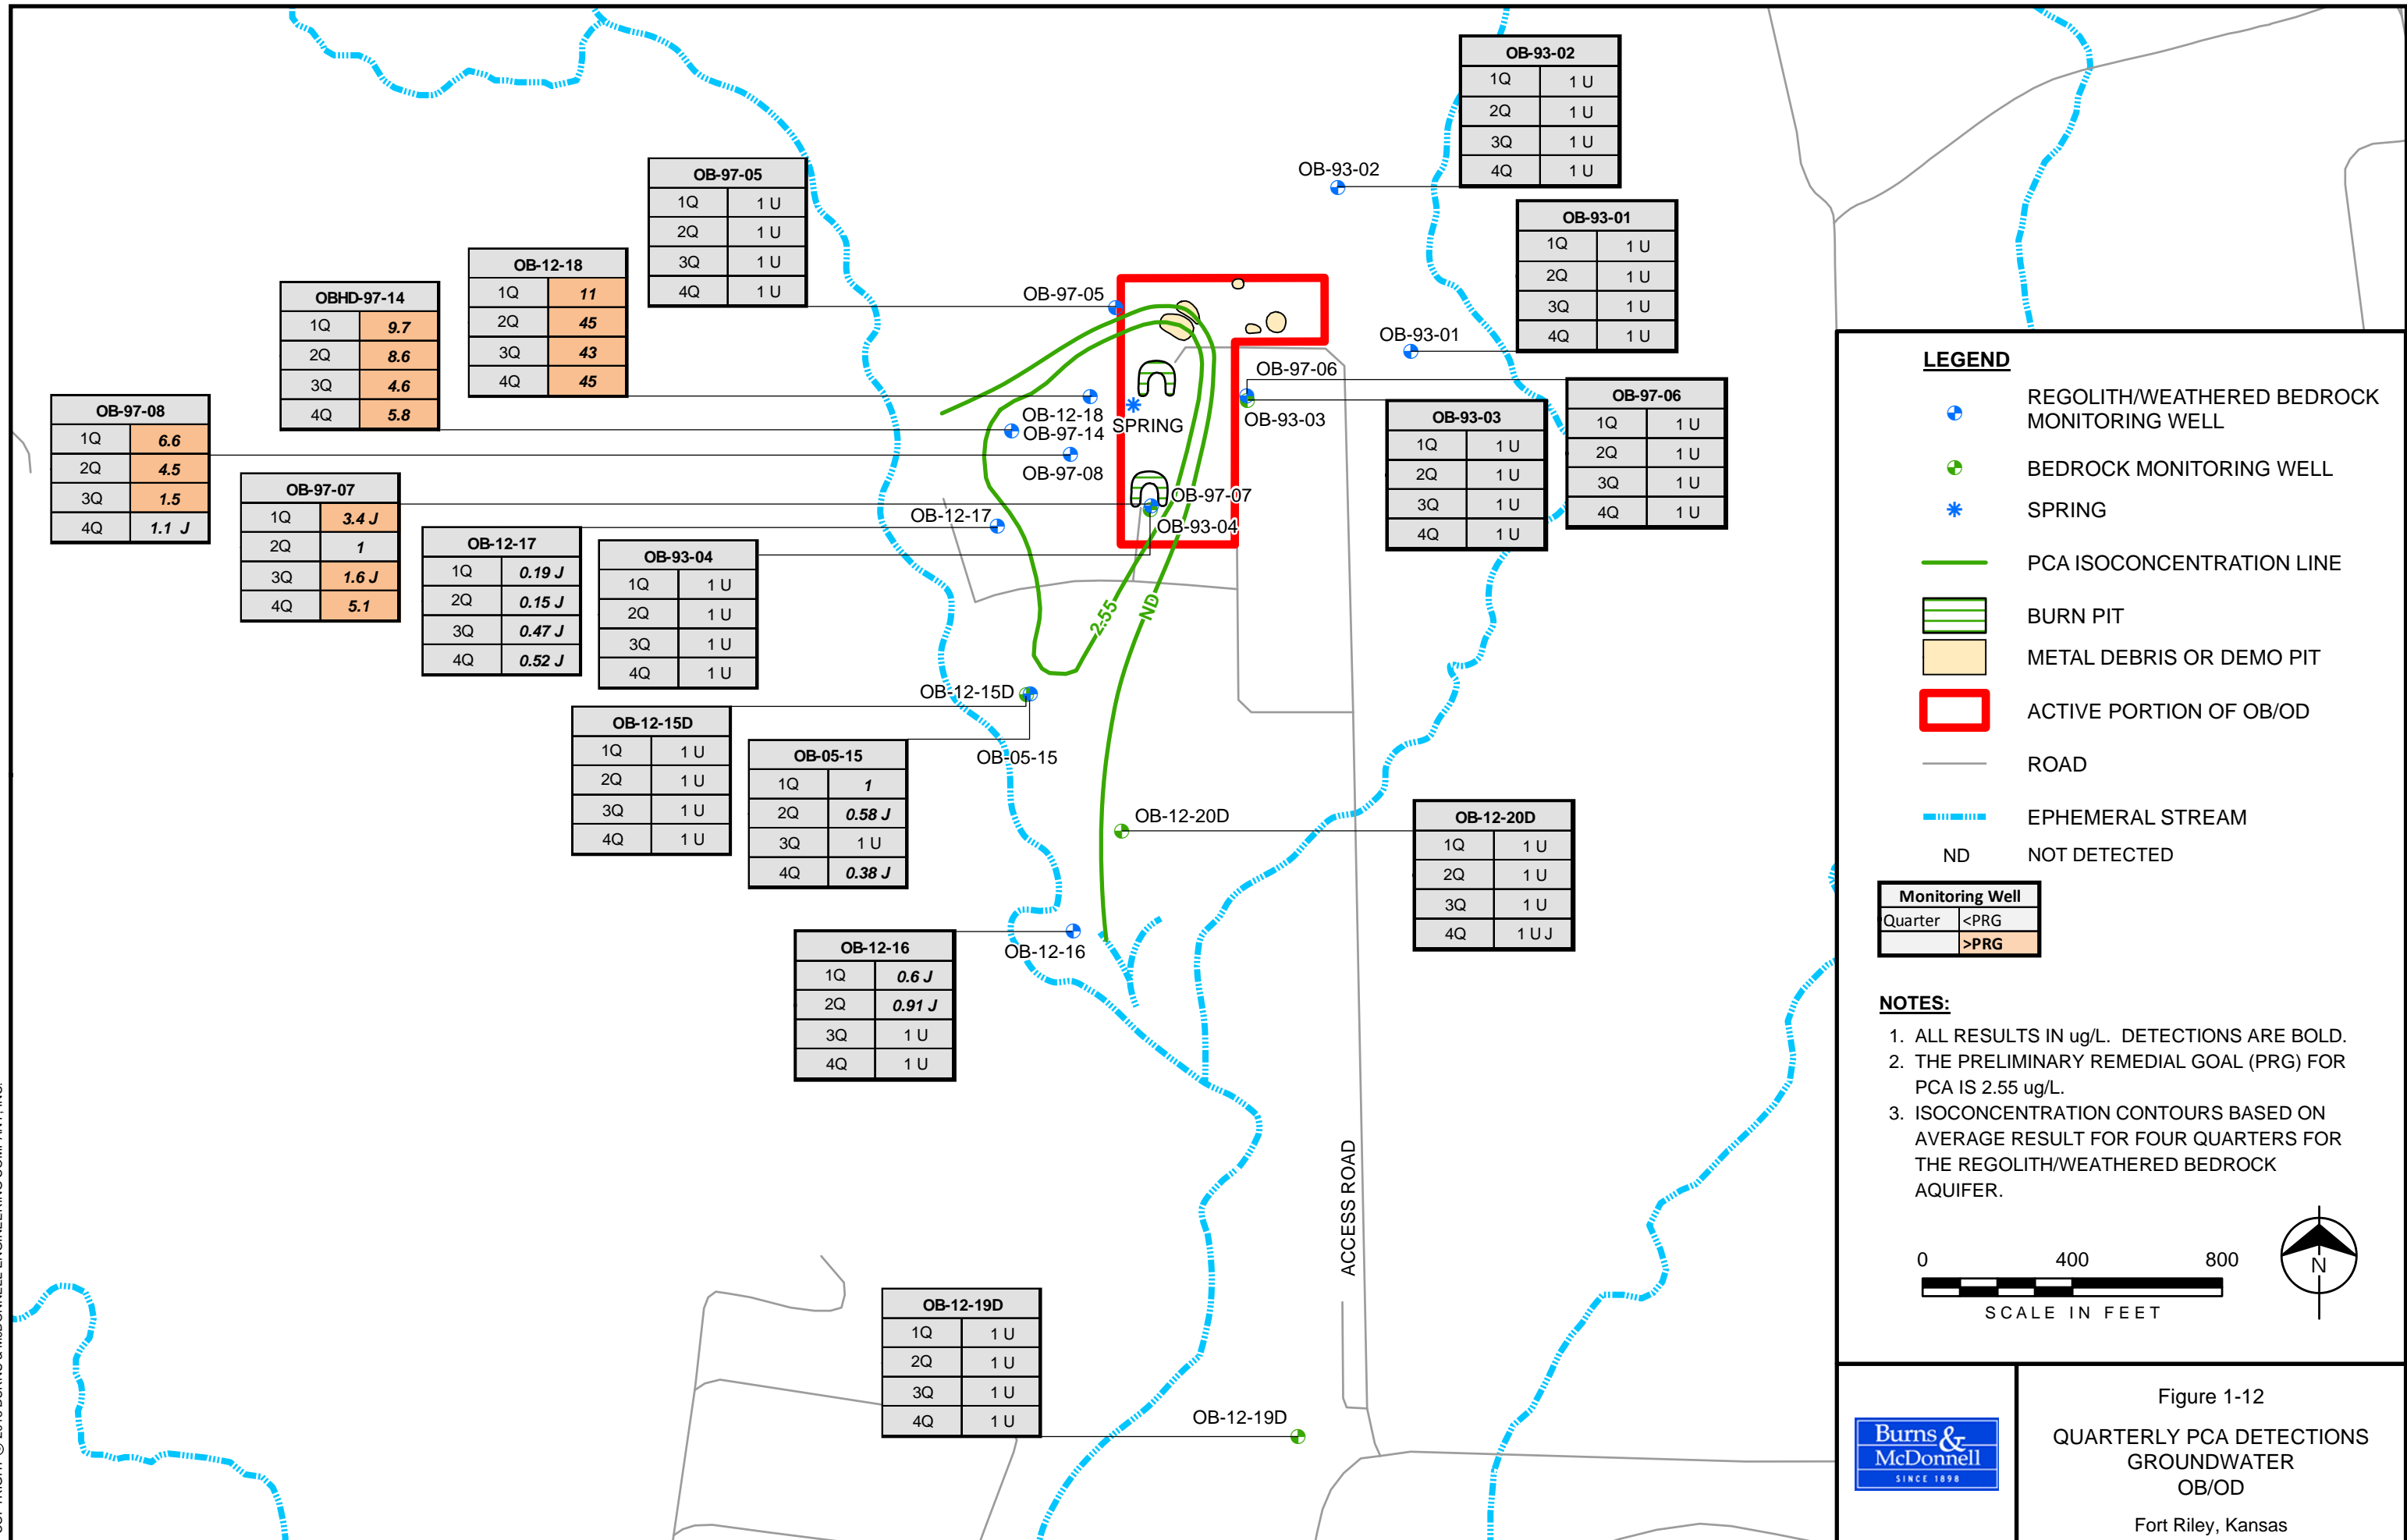 OB-93-02
1Q 1 U
2Q 1 U
3Q 1 U
4Q 1 U
OB-93-02
OB-97-05
1Q 1 U
2Q 1 U
3Q 1 U
4Q 1 U
OB-93-01
1Q 1 U
2Q 1 U
3Q 1 U
4Q 1 U
OB-93-01
OB-12-18
1Q 11
2Q 45
3Q 43
4Q 45
OBHD-97-14
1Q 9.7
2Q 8.6
3Q 4.6
4Q 5.8
OB-97-05
OB-97-06
OB-93-03
OB-12-18
OB-97-14
SPRING
OB-97-08
OB-97-08
1Q 6.6
2Q 4.5
3Q 1.5
4Q 1.1 J
OB-97-06
1Q 1 U
2Q 1 U
3Q 1 U
4Q 1 U
OB-93-03
1Q 1 U
2Q 1 U
3Q 1 U
4Q 1 U
OB-97-07
1Q 3.4 J
2Q 1
3Q 1.6 J
4Q 5.1
OB-97-07
OB-93-04
OB-12-17
OB-12-17
1Q 0.19 J
2Q 0.15 J
3Q 0.47 J
4Q 0.52 J
OB-93-04
1Q 1 U
2Q 1 U
3Q 1 U
4Q 1 U
2.55
ND
OB-12-15D
OB-05-15
OB-12-15D
1Q 1 U
2Q 1 U
3Q 1 U
4Q 1 U
OB-05-15
1Q 1
2Q 0.58 J
3Q 1 U
4Q 0.38 J
OB-12-20D
OB-12-20D
1Q 1 U
2Q 1 U
3Q 1 U
4Q 1 U J
OB-12-16
OB-12-16
1Q 0.6 J
2Q 0.91 J
3Q 1 U
4Q 1 U
ACCESS ROAD
OB-12-19D
1Q 1 U
2Q 1 U
3Q 1 U
4Q 1 U
OB-12-19D
LEGEND
REGOLITH/WEATHERED BEDROCK
MONITORING WELL
BEDROCK MONITORING WELL
SPRING
PCA ISOCONCENTRATION LINE
BURN PIT
METAL DEBRIS OR DEMO PIT
ACTIVE PORTION OF OB/OD
ROAD
EPHEMERAL STREAM
ND NOT DETECTED
Monitoring Well
Quarter <PRG
>PRG
NOTES:
1. ALL RESULTS IN ug/L. DETECTIONS ARE BOLD.
2. THE PRELIMINARY REMEDIAL GOAL (PRG) FOR
PCA IS 2.55 ug/L.
3. ISOCONCENTRATION CONTOURS BASED ON
AVERAGE RESULT FOR FOUR QUARTERS FOR
THE REGOLITH/WEATHERED BEDROCK
AQUIFER.
0 400 800
SCALE IN FEET
N
Burns &
McDonnell
SINCE 1898
Figure 1-12
QUARTERLY PCA DETECTIONS
GROUNDWATER
OB/OD
Fort Riley, Kansas